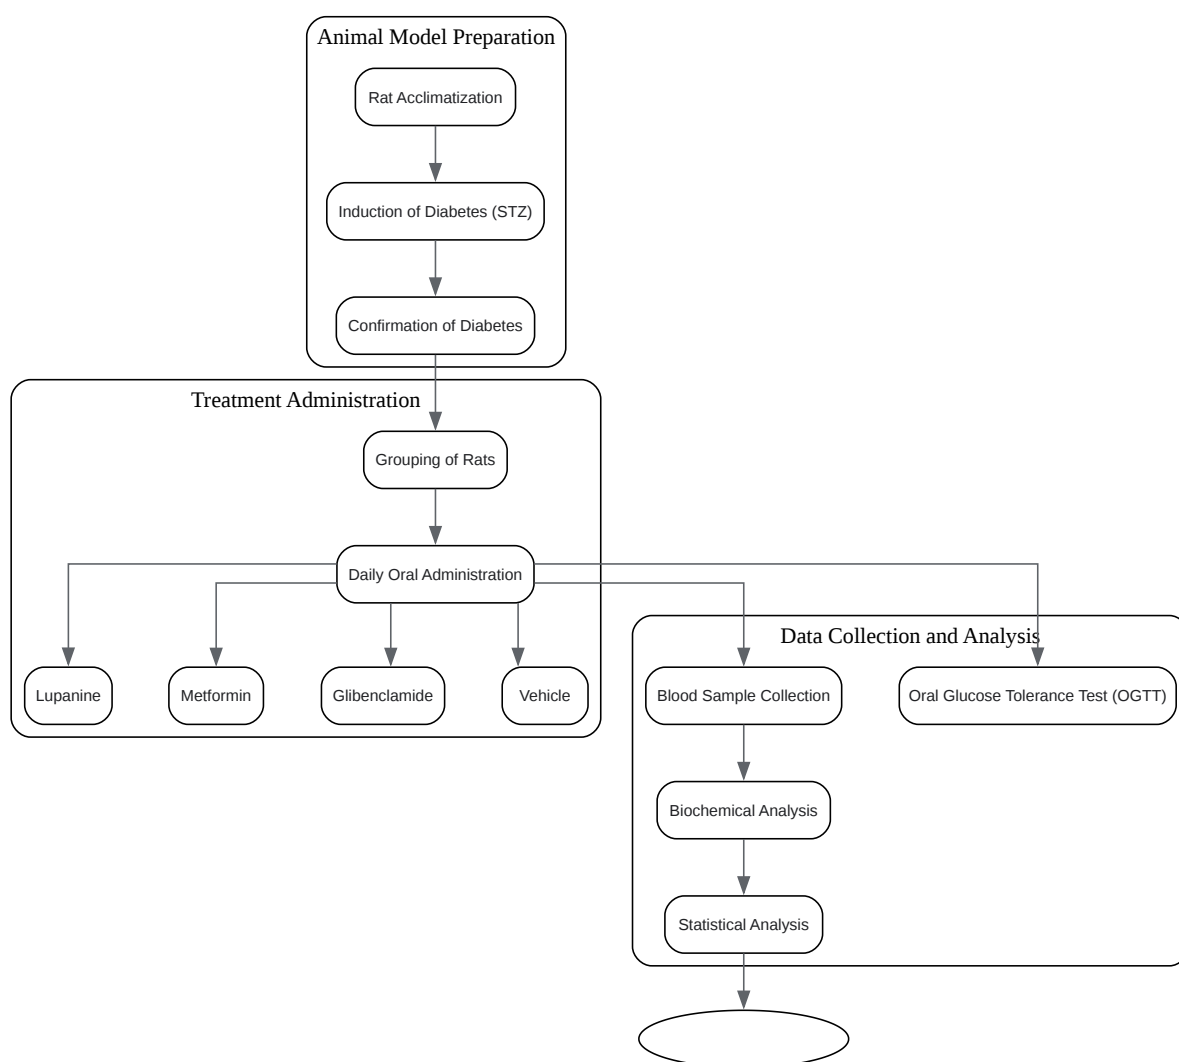 Animal Model Preparation
Rat Acclimatization
Induction of Diabetes (STZ)
Confirmation of Diabetes
Treatment Administration
Grouping of Rats
Daily Oral Administration
Lupanine
Metformin
Glibenclamide
Vehicle
Data Collection and Analysis
Blood Sample Collection
Oral Glucose Tolerance Test (OGTT)
Biochemical Analysis
Statistical Analysis